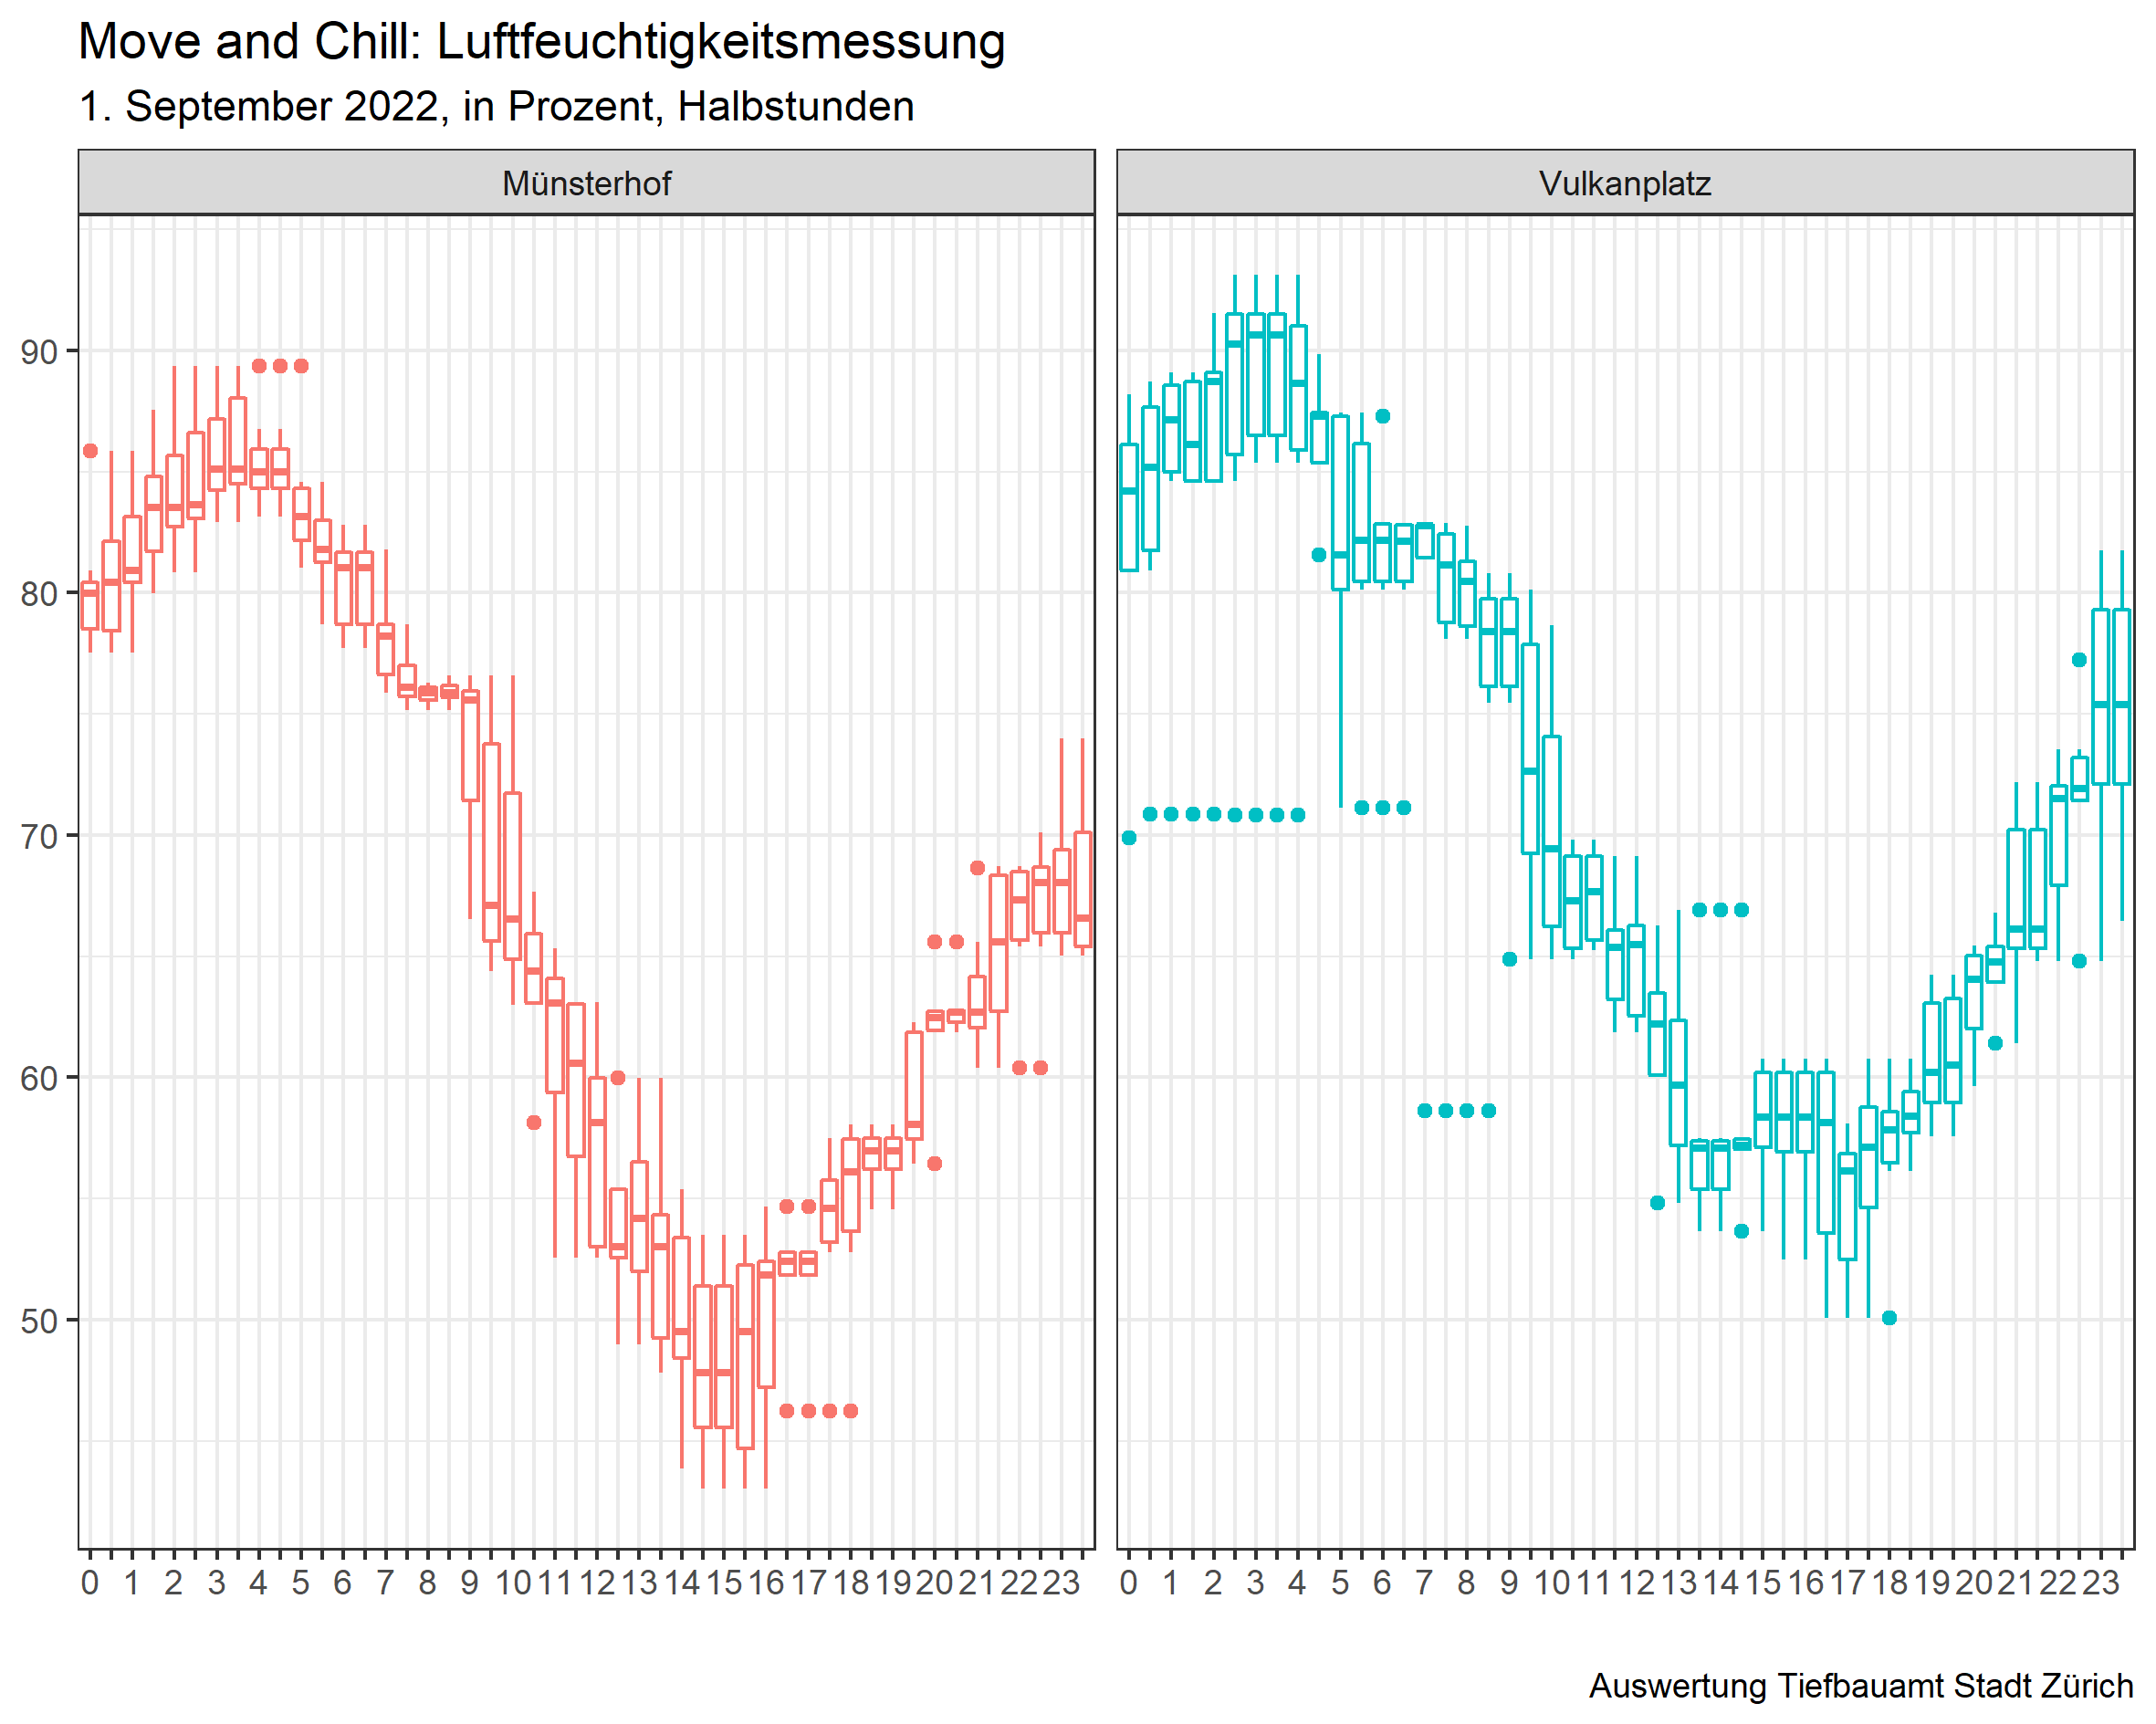 Move and Chill: Luftfeuchtigkeitsmessung
1. September 2022, in Prozent, Halbstunden
Münsterhof
Vulkanplatz
90
80
70
60
50
0 1 2 3 4 5 6 7 8 9 10 11 12 13 14 15 16 17 18 19 20 21 22 23
0 1 2 3 4 5 6 7 8 9 10 11 12 13 14 15 16 17 18 19 20 21 22 23
Auswertung Tiefbauamt Stadt Zürich